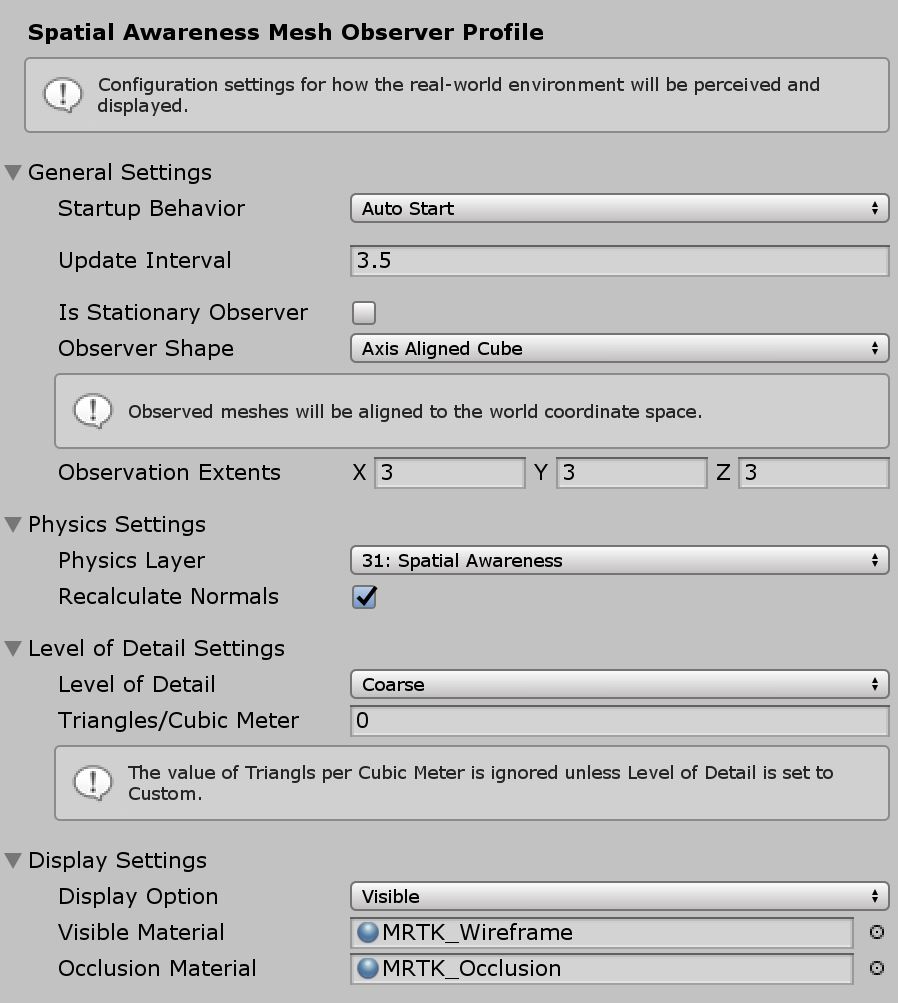 Spatial Awareness Mesh Observer Profile
Configuration settings for how the real-world environment will be perceived and
displayed.
General Settings
Startup Behavior Auto Start
Update Interval 3.5
Is Stationary Observer
Observer Shape Axis Aligned Cube
Observed meshes will be aligned to the world coordinate space.
Observation Extents X 3 Y 3 Z 3
Physics Settings
Physics Layer 31: Spatial Awareness
Recalculate Normals
Level of Detail Settings
Level of Detail Coarse
Triangles/Cubic Meter 0
The value of Triangls per Cubic Meter is ignored unless Level of Detail is set to
Custom.
Display Settings
Display Option Visible
Visible Material MRTK_Wireframe
Occlusion Material MRTK_Occlusion